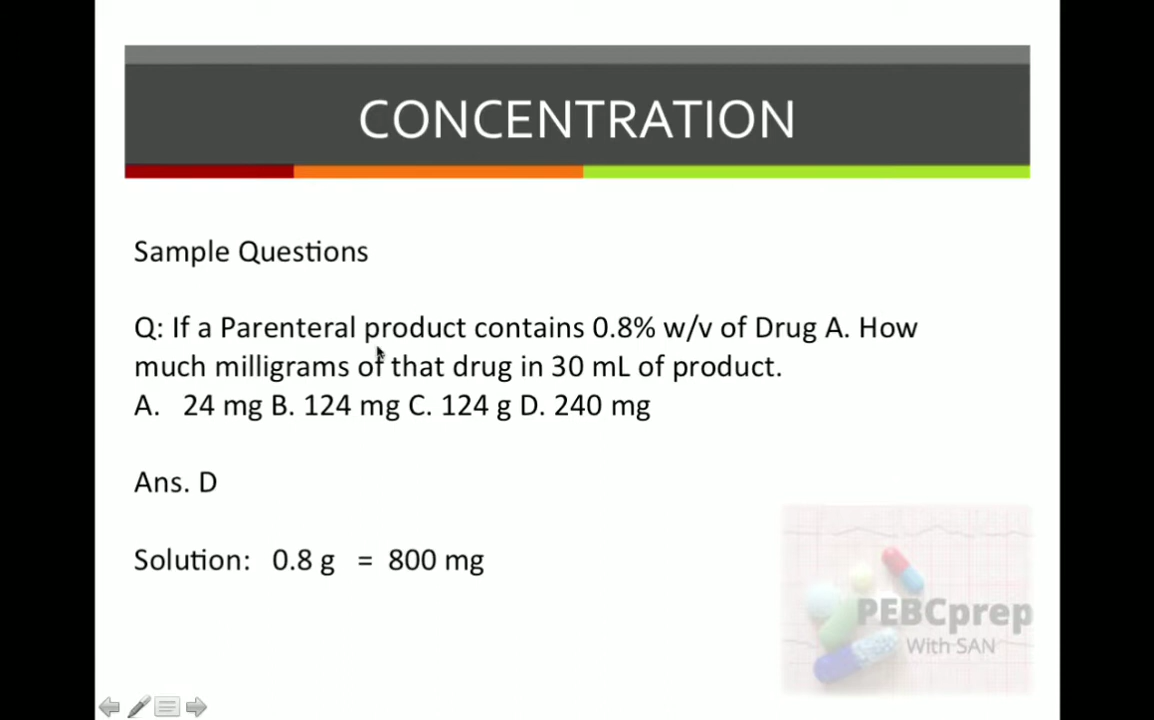 CONCENTRATION
Sample Questions
Q: If a Parenteral product contains 0.8% w/v of Drug A. How
much milligrams of that drug in 30 mL of product.
A. 24 mg B. 124 mg C. 124 g D. 240 mg
Ans. D
Solution: 0.8 g = 800 mg
PEBCprep
With SAN